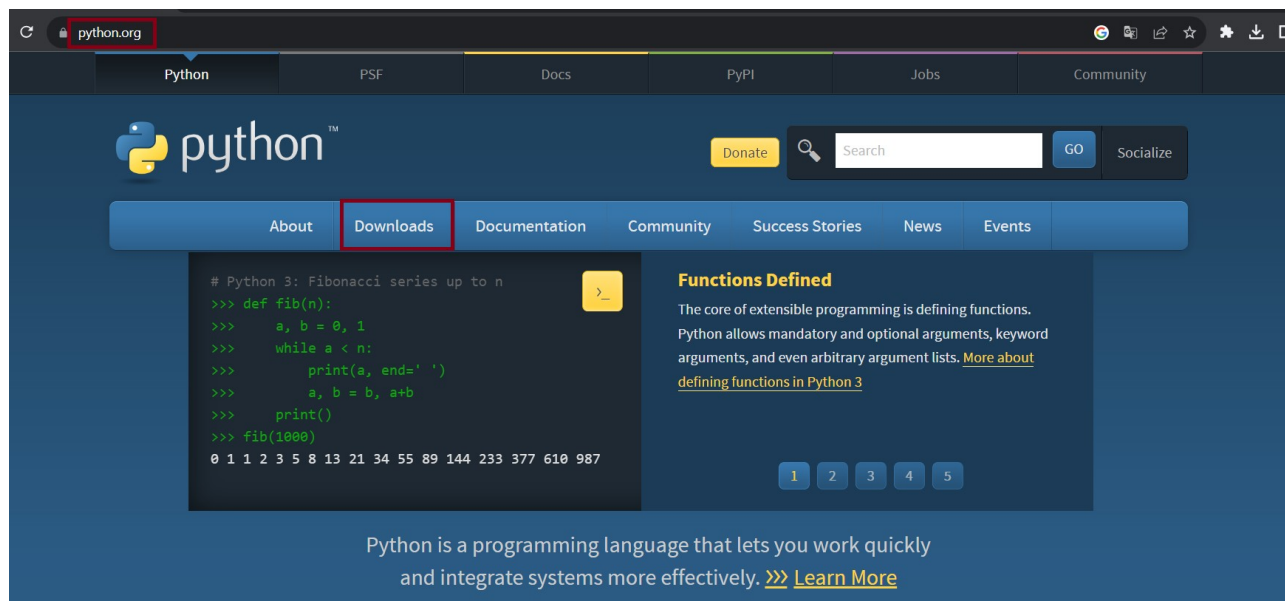 python.org
Python PSF Docs PyPI Jobs Community
python™
Donate Search GO Socialize
About Downloads Documentation Community Success Stories News Events
# Python 3: Fibonacci series up to n
>>> def fib(n):
>>>     a, b = 0, 1
>>>     while a < n:
>>>         print(a, end=' ')
>>>         a, b = b, a+b
>>>     print()
>>> fib(1000)
0 1 1 2 3 5 8 13 21 34 55 89 144 233 377 610 987
>_
Functions Defined
The core of extensible programming is defining functions.
Python allows mandatory and optional arguments, keyword
arguments, and even arbitrary argument lists. More about
defining functions in Python 3
1 2 3 4 5
Python is a programming language that lets you work quickly
and integrate systems more effectively. >>> Learn More